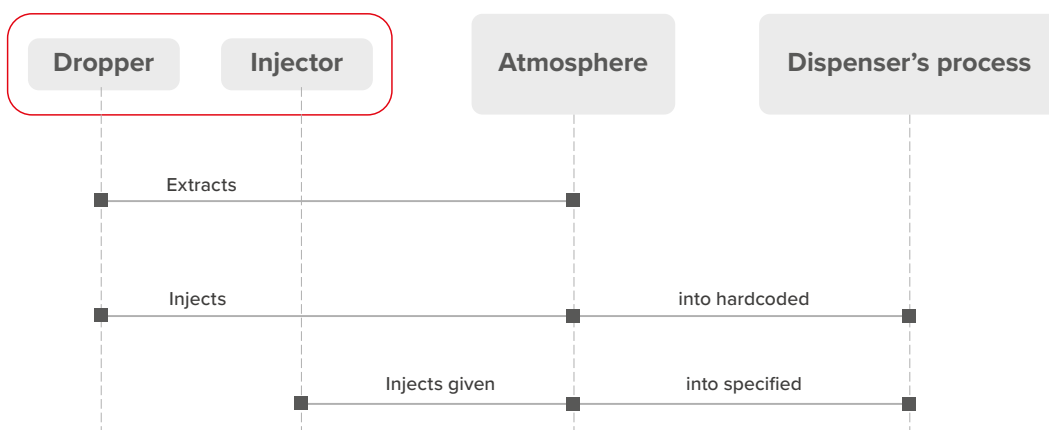 Dropper
Injector
Atmosphere
Dispenser’s process
Extracts
Injects
into hardcoded
Injects given
into specified